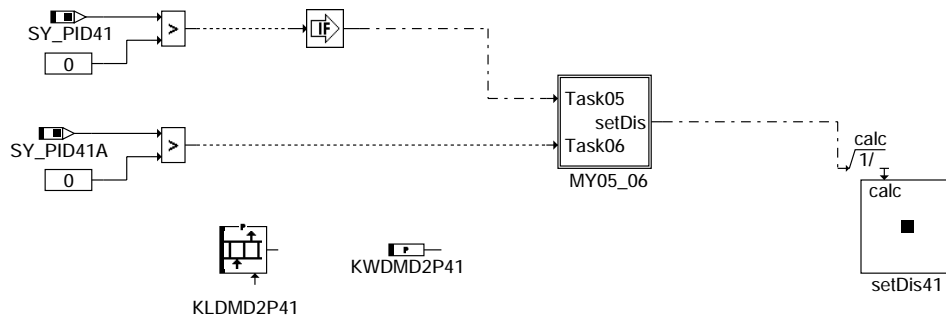 SY_PID41
>
0
IF
SY_PID41A
>
0
Task05
setDis
Task06
MY05_06
calc
1/
calc
setDis41
P
KLDMD2P41
P
KWDMD2P41